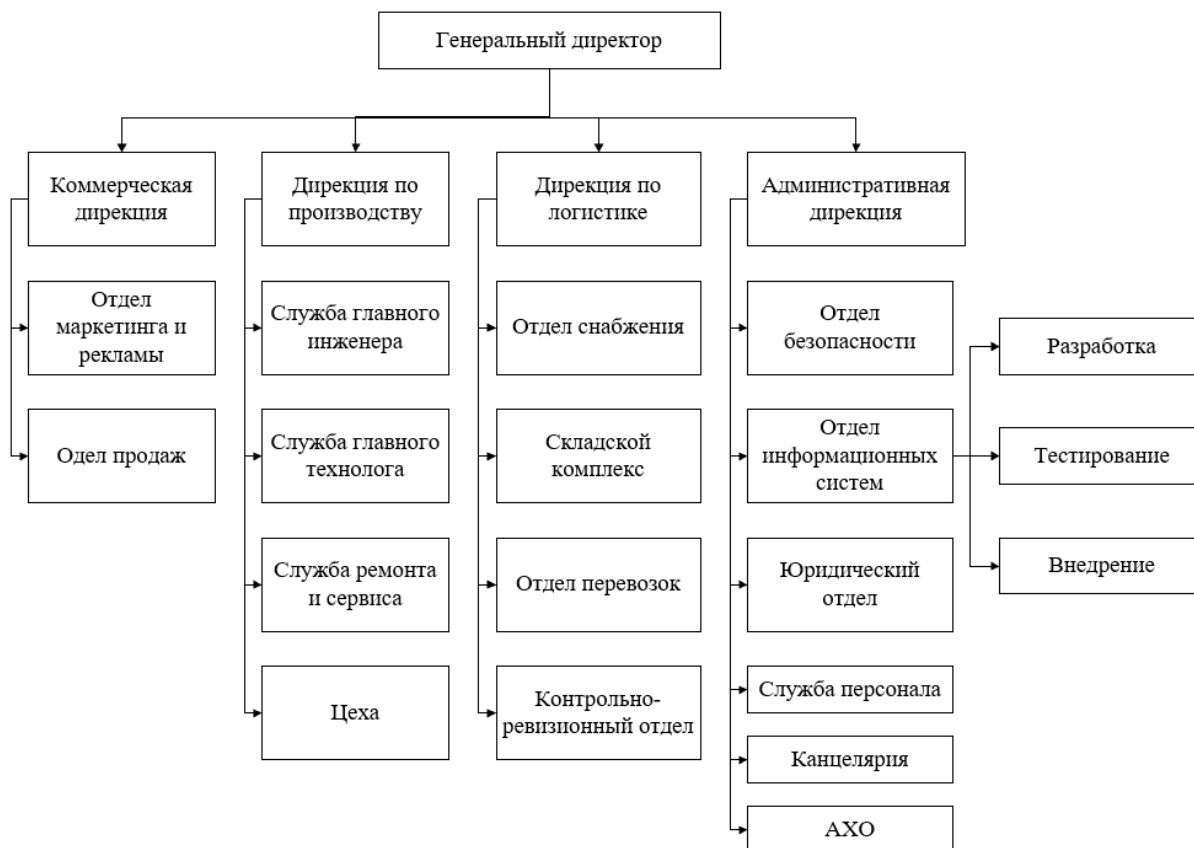 Генеральный директор
Коммерческая
дирекция
Дирекция по
производству
Дирекция по
логистике
Административная
дирекция
Отдел
маркетинга и
рекламы
Служба главного
инженера
Отдел снабжения
Отдел
безопасности
Разработка
Одел продаж
Служба главного
технолога
Складской
комплекс
Отдел
информационных
систем
Тестирование
Служба ремонта
и сервиса
Отдел перевозок
Юридический
отдел
Внедрение
Цеха
Контрольно-
ревизионный отдел
Служба персонала
Канцелярия
АХО